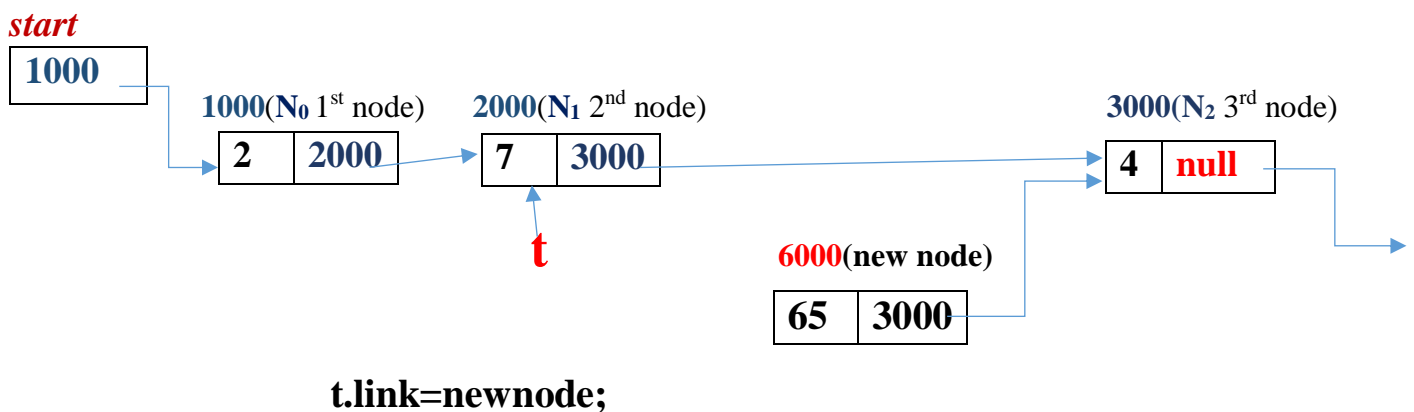 start
1000
1000(N₀ 1st node) 2000(N₁ 2nd node) 3000(N₂ 3rd node)
2 2000 7 3000 4 null
t
6000(new node)
65 3000
t.link=newnode;